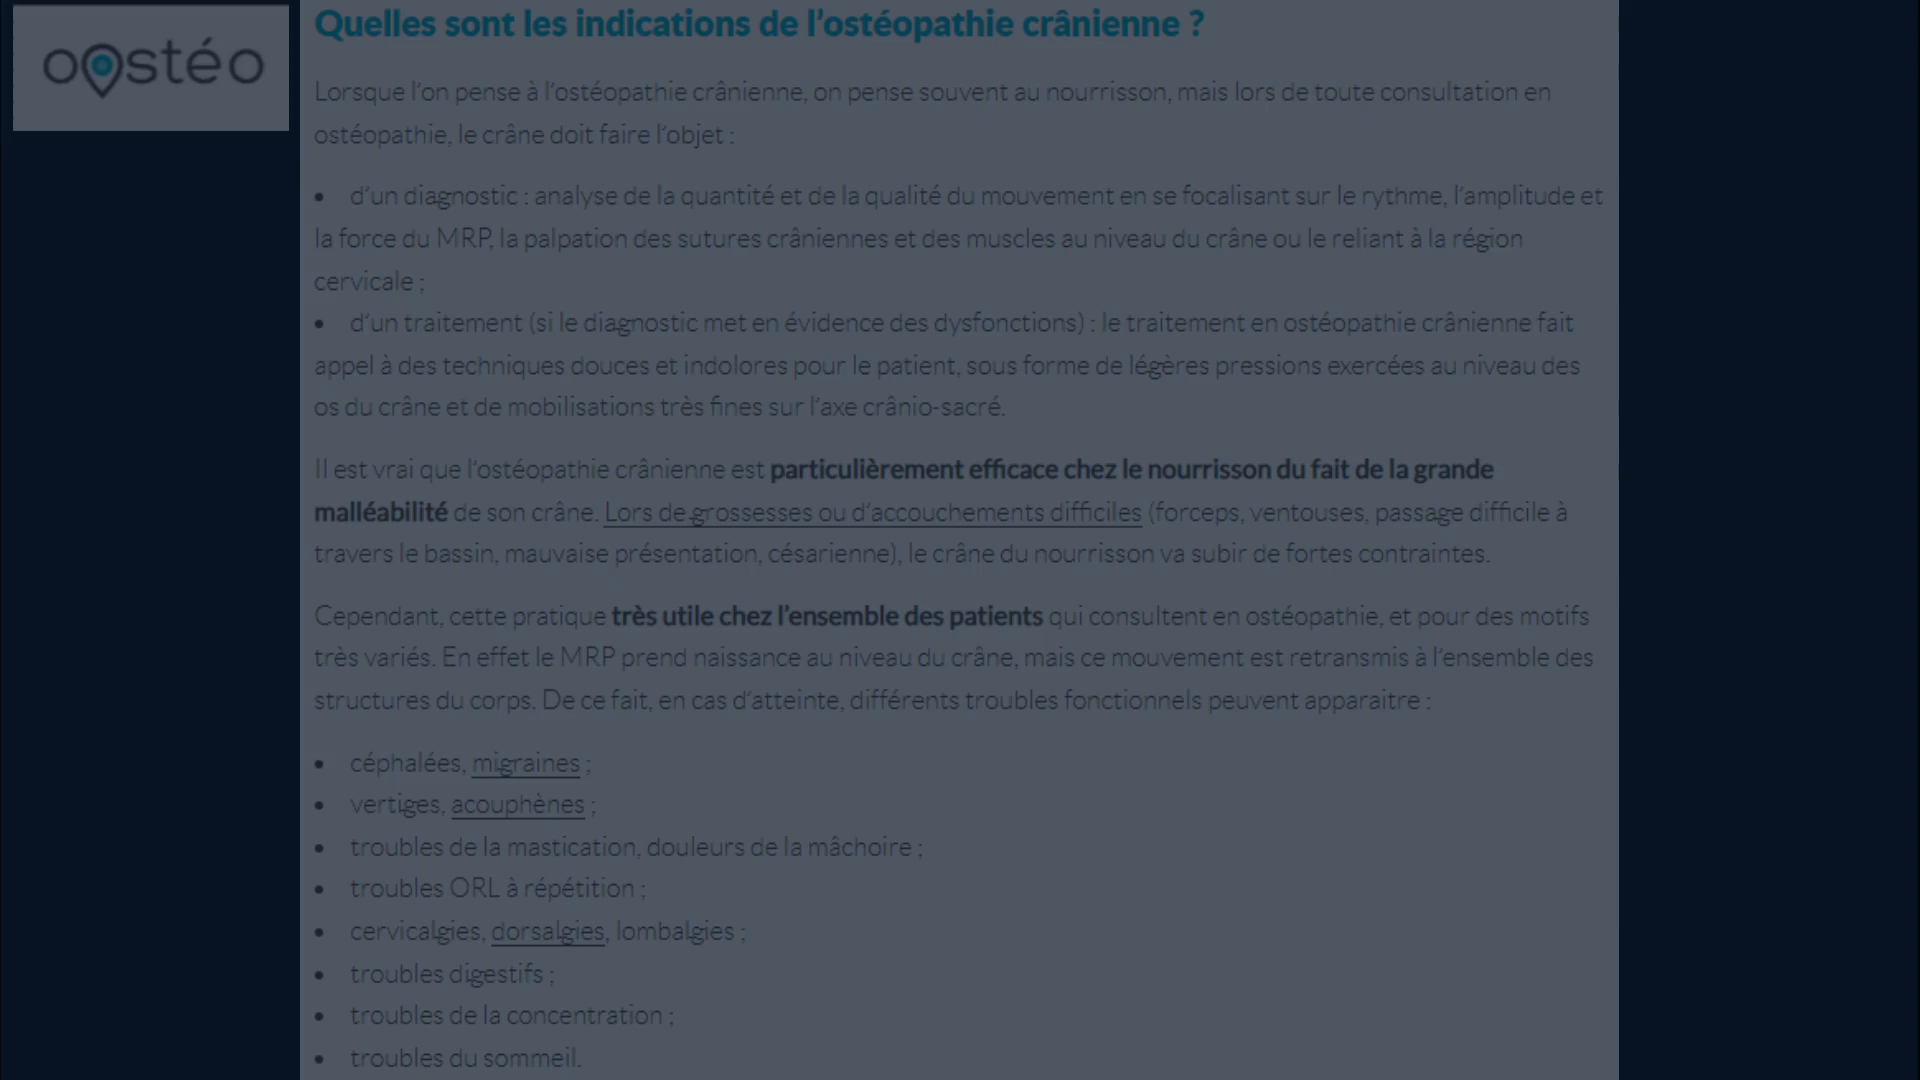 oostéo
Quelles sont les indications de l'ostéopathie crânienne ?
Lorsque l'on pense à l'ostéopathie crânienne, on pense souvent au nourrisson, mais lors de toute consultation en
ostéopathie, le crâne doit faire l'objet :
• d'un diagnostic : analyse de la quantité et de la qualité du mouvement en se focalisant sur le rythme, l'amplitude et
la force du MRP, la palpation des sutures crâniennes et des muscles au niveau du crâne ou le reliant à la région
cervicale ;
• d'un traitement (si le diagnostic met en évidence des dysfonctions) : le traitement en ostéopathie crânienne fait
appel à des techniques douces et indolores pour le patient, sous forme de légères pressions exercées au niveau des
os du crâne et de mobilisations très fines sur l'axe crânio-sacré.
Il est vrai que l'ostéopathie crânienne est particulièrement efficace chez le nourrisson du fait de la grande
malléabilité de son crâne. Lors de grossesses ou d'accouchements difficiles (forceps, ventouses, passage difficile à
travers le bassin, mauvaise présentation, césarienne), le crâne du nourrisson va subir de fortes contraintes.
Cependant, cette pratique très utile chez l'ensemble des patients qui consultent en ostéopathie, et pour des motifs
très variés. En effet le MRP prend naissance au niveau du crâne, mais ce mouvement est retransmis à l'ensemble des
structures du corps. De ce fait, en cas d'atteinte, différents troubles fonctionnels peuvent apparaitre :
• céphalées, migraines ;
• vertiges, acouphènes ;
• troubles de la mastication, douleurs de la mâchoire ;
• troubles ORL à répétition ;
• cervicalgies, dorsalgies, lombalgies ;
• troubles digestifs ;
• troubles de la concentration ;
• troubles du sommeil.